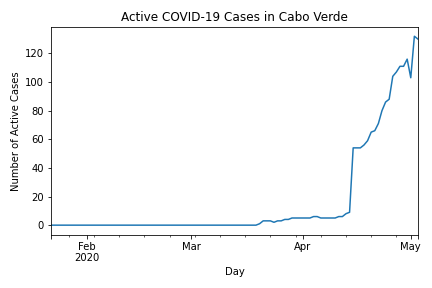 Active COVID-19 Cases in Cabo Verde
Number of Active Cases
120
100
80
60
40
20
0
Feb
2020
Mar
Apr
May
Day